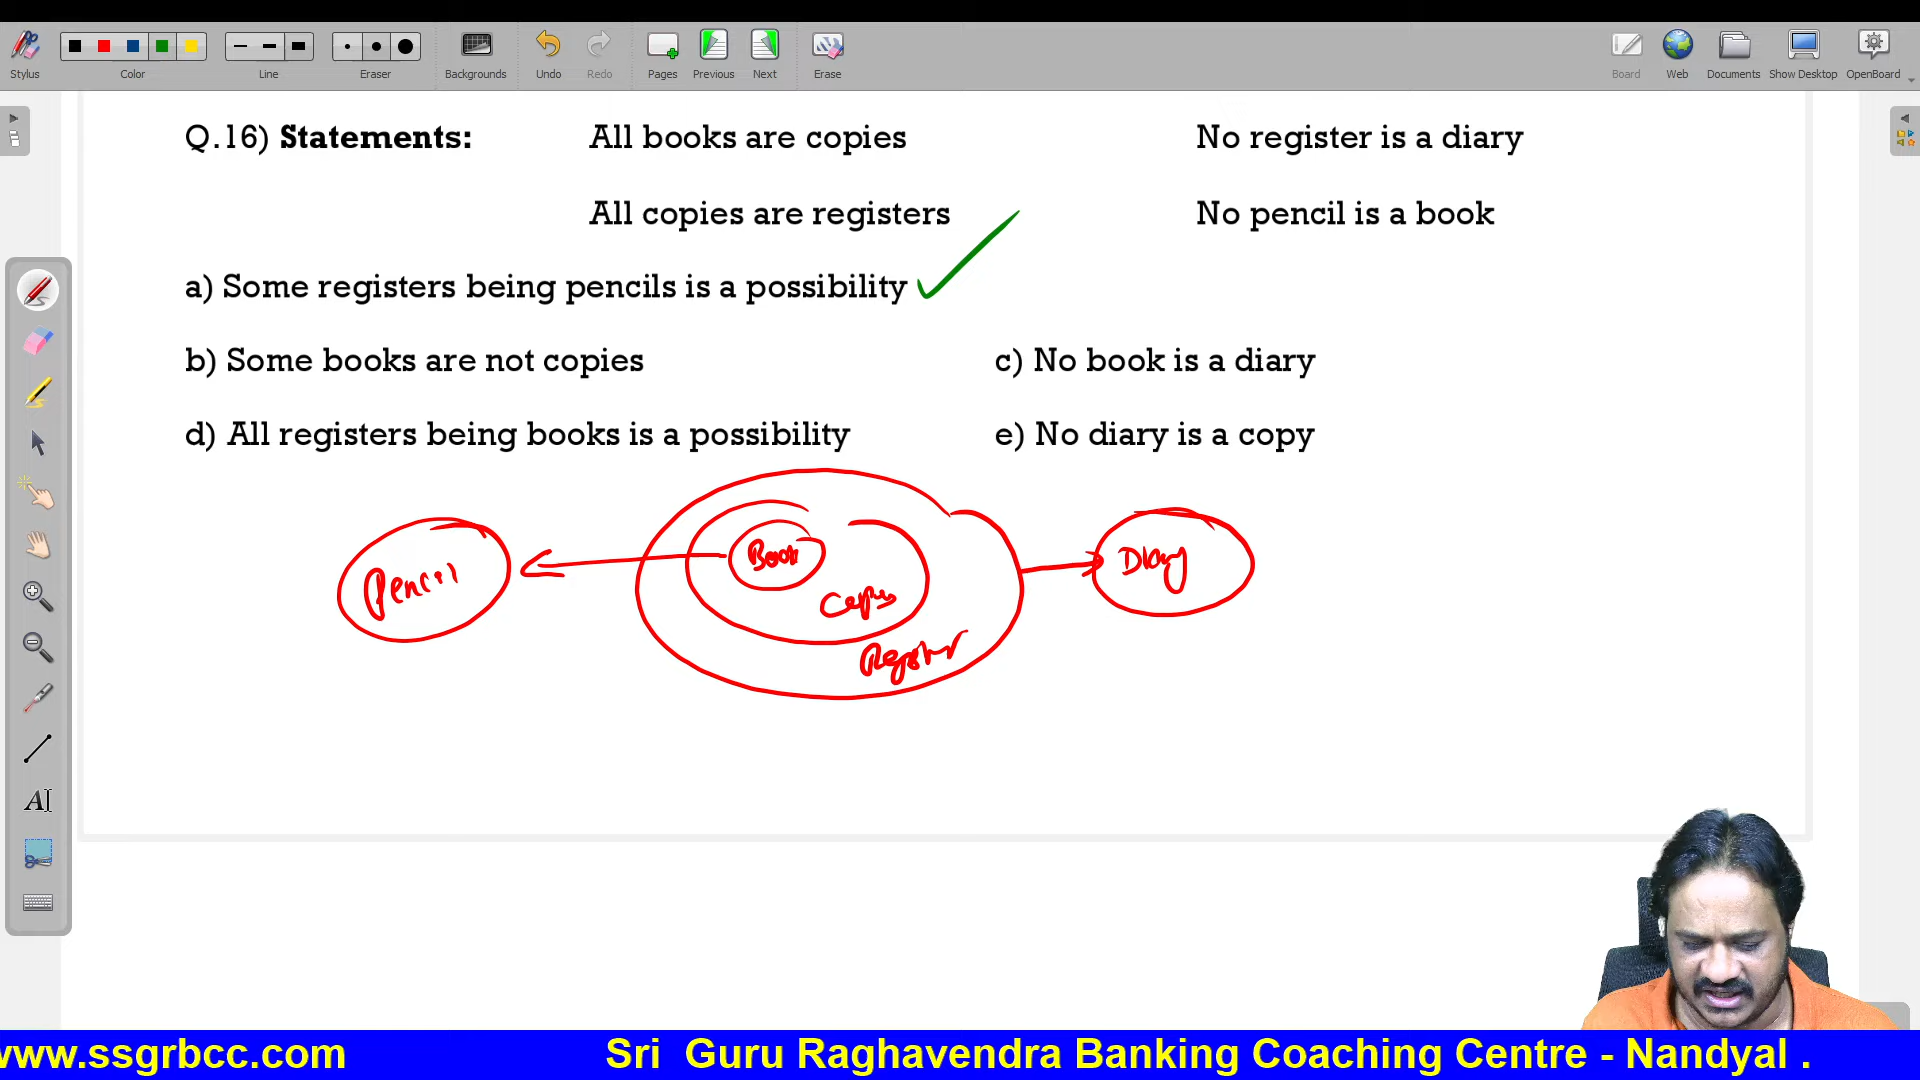 Stylus
Color
Line
Eraser
Backgrounds
Undo
Redo
Pages
Previous
Next
Erase
Board
Web
Documents
Show Desktop
OpenBoard
Q.16) Statements: All books are copies No register is a diary
All copies are registers No pencil is a book
a) Some registers being pencils is a possibility
b) Some books are not copies c) No book is a diary
d) All registers being books is a possibility e) No diary is a copy
Pencil
Book
Copies
Register
Diary
www.ssgrbcc.com Sri Guru Raghavendra Banking Coaching Centre - Nandyal .